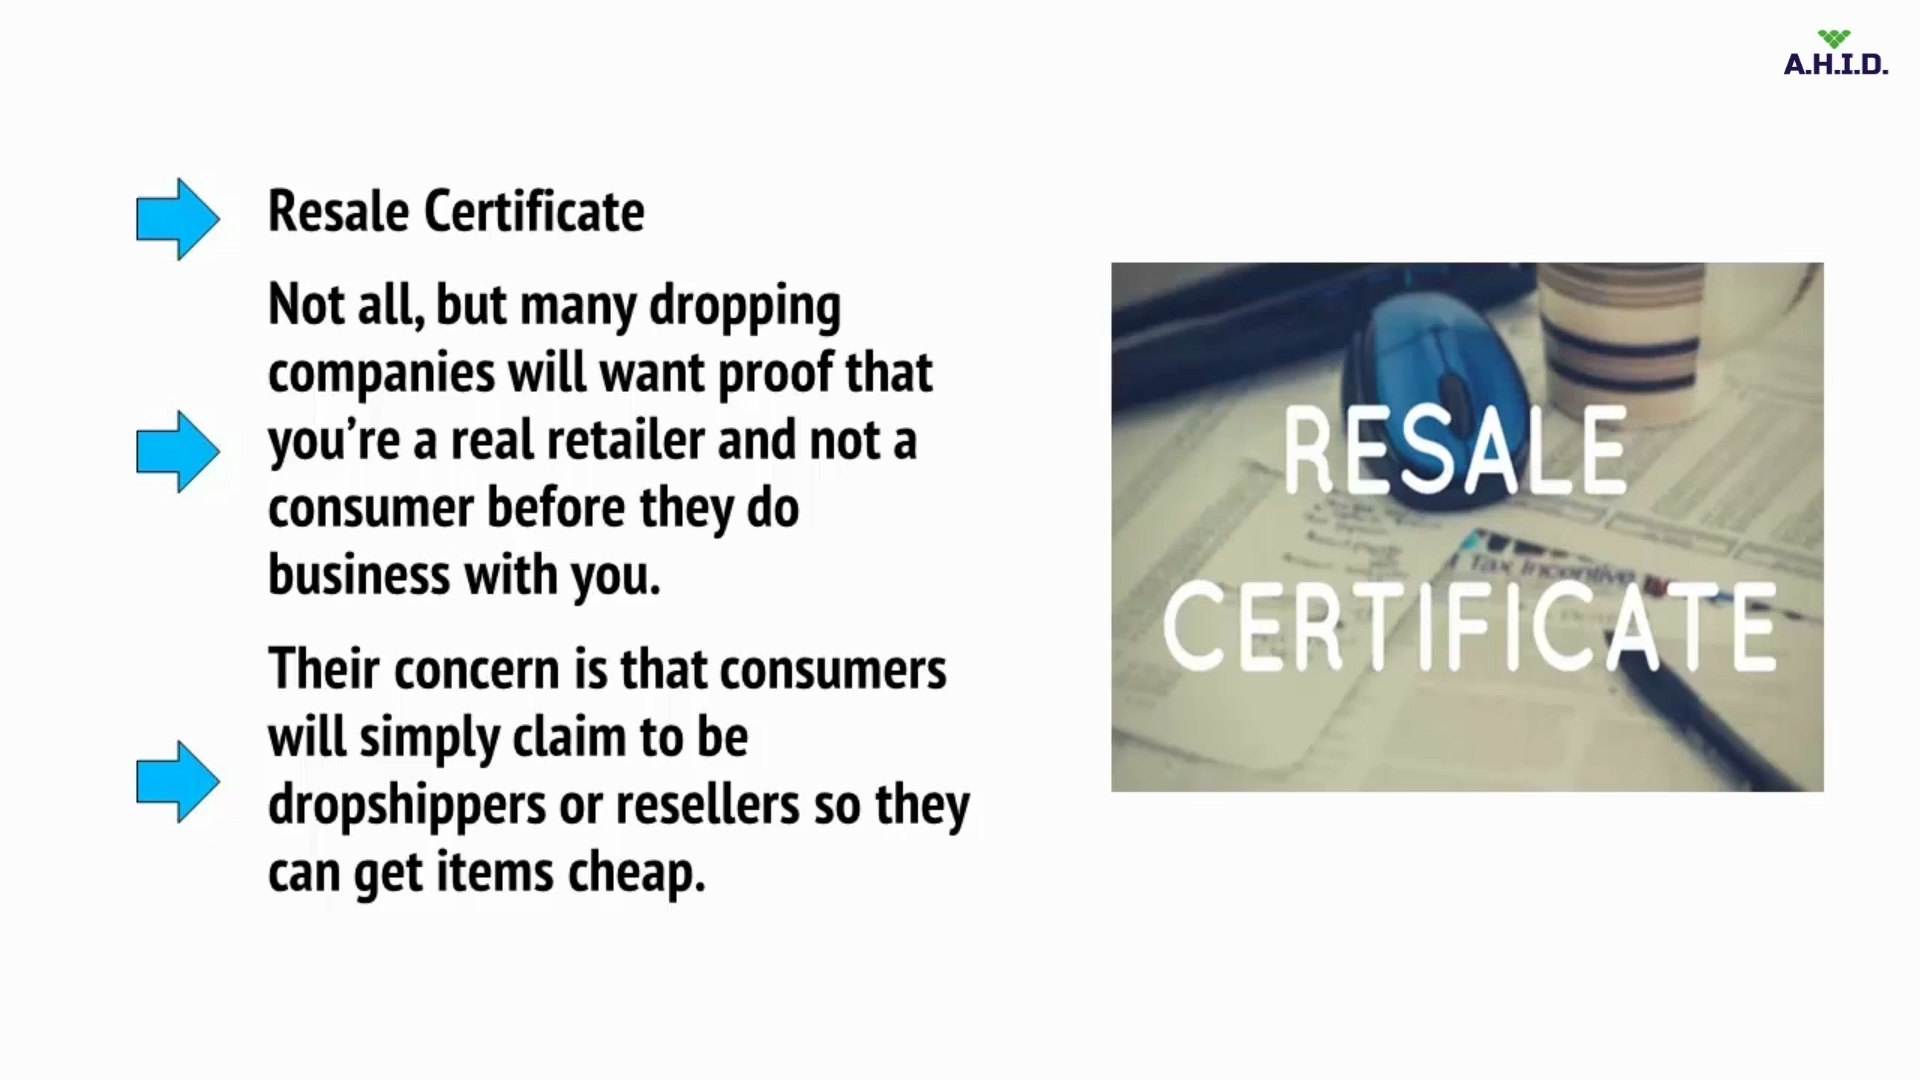 A.H.I.D.
Resale Certificate
Not all, but many dropping
companies will want proof that
you’re a real retailer and not a
consumer before they do
business with you.
Their concern is that consumers
will simply claim to be
dropshippers or resellers so they
can get items cheap.
RESALE
CERTIFICATE
Tax Incentive